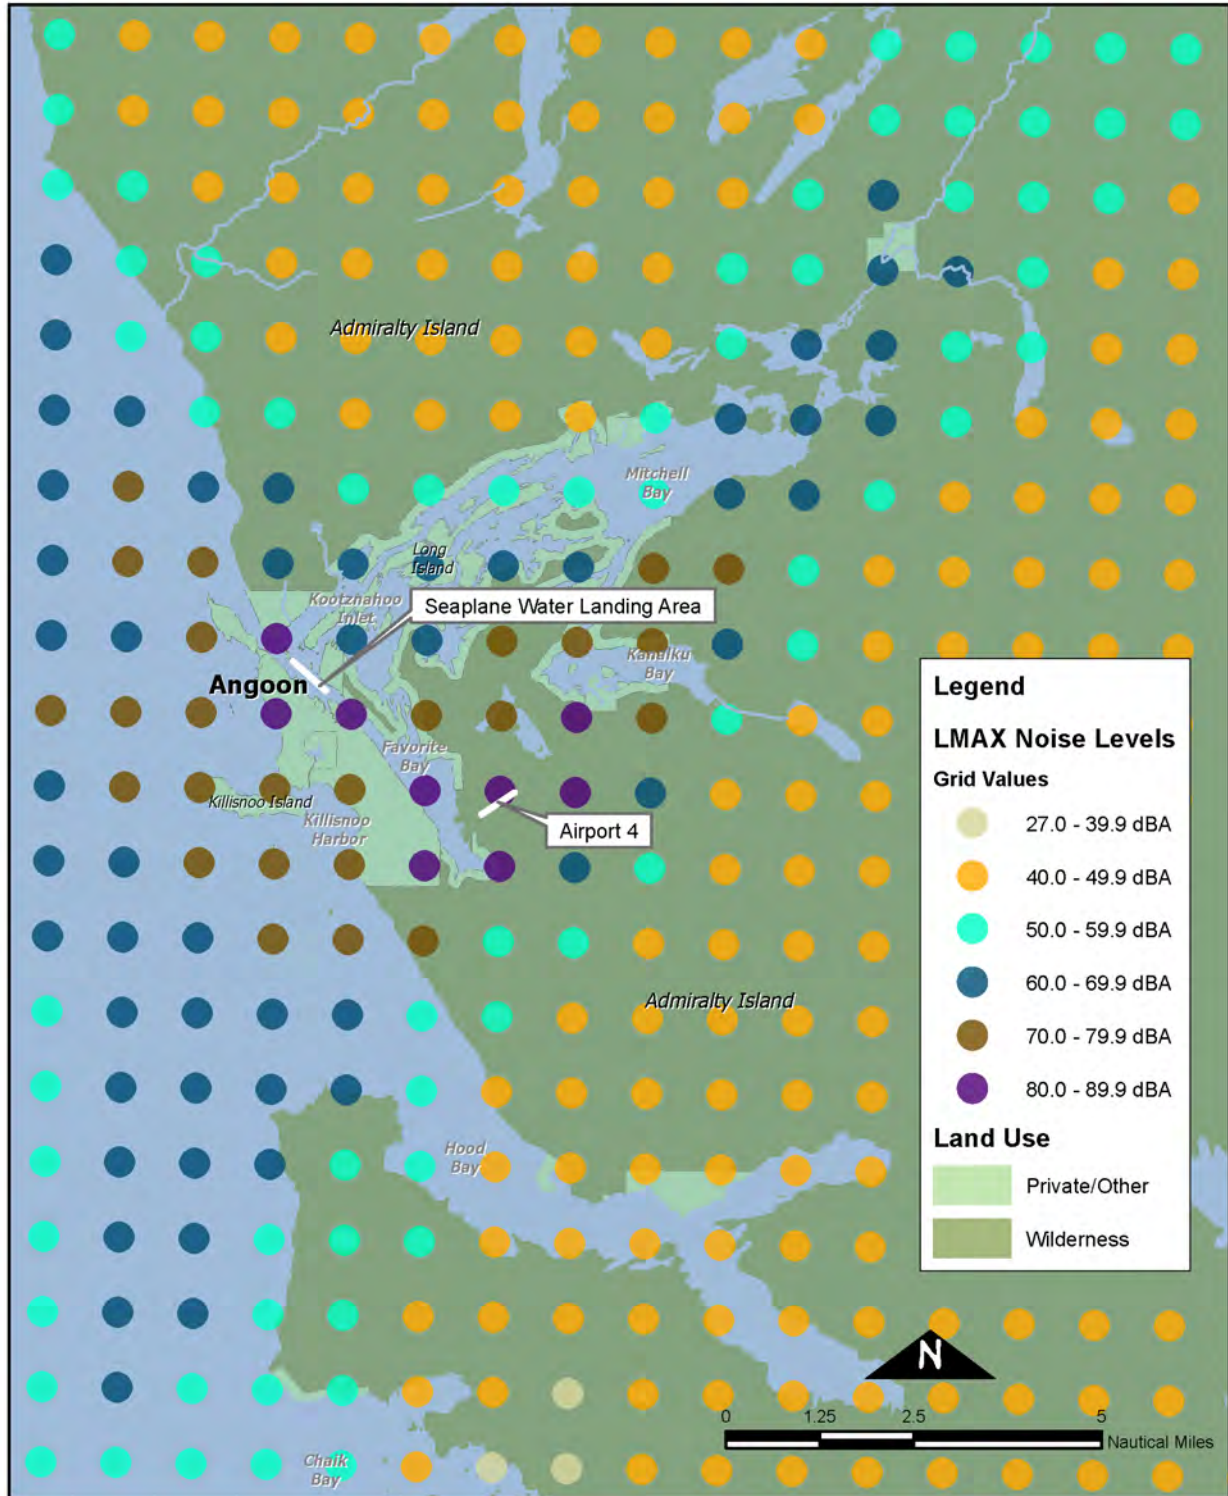 Admiralty Island
Mitchell
Bay
Long
Island
Kootznahoo
Inlet
Seaplane Water Landing Area
Kanalku
Bay
Angoon
Favorite
Bay
Killisnoo Island
Killisnoo
Harbor
Airport 4
Admiralty Island
Hood
Bay
Chaik
Bay
Legend
LMAX Noise Levels
Grid Values
27.0 - 39.9 dBA
40.0 - 49.9 dBA
50.0 - 59.9 dBA
60.0 - 69.9 dBA
70.0 - 79.9 dBA
80.0 - 89.9 dBA
Land Use
Private/Other
Wilderness
N
0 1.25 2.5 5
Nautical Miles